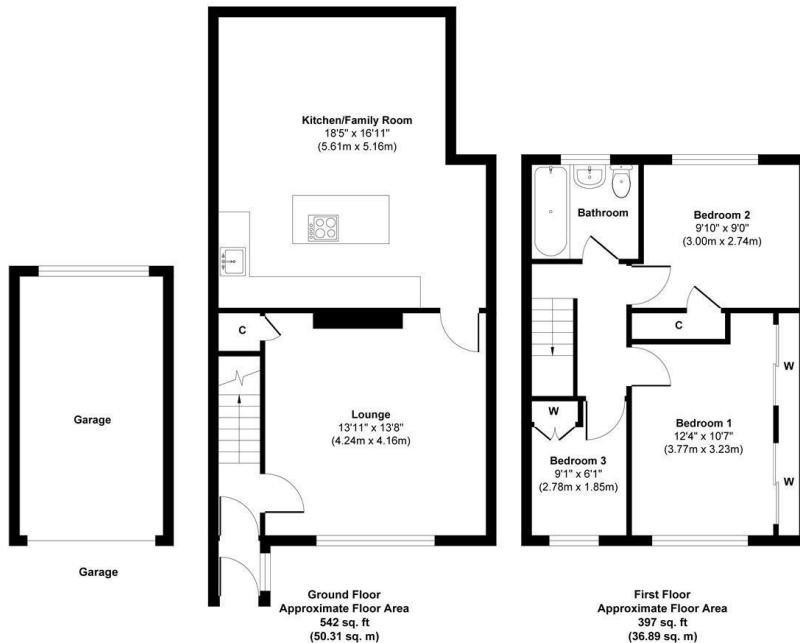 Kitchen/Family Room
18'5" x 16'11"
(5.61m x 5.16m)
C
Lounge
13'11" x 13'8"
(4.24m x 4.16m)
Garage
Garage
Ground Floor
Approximate Floor Area
542 sq. ft
(50.31 sq. m)
Bathroom
Bedroom 2
9'10" x 9'0"
(3.00m x 2.74m)
C
W
Bedroom 1
12'4" x 10'7"
(3.77m x 3.23m)
W
W
Bedroom 3
9'1" x 6'1"
(2.78m x 1.85m)
First Floor
Approximate Floor Area
397 sq. ft
(36.89 sq. m)